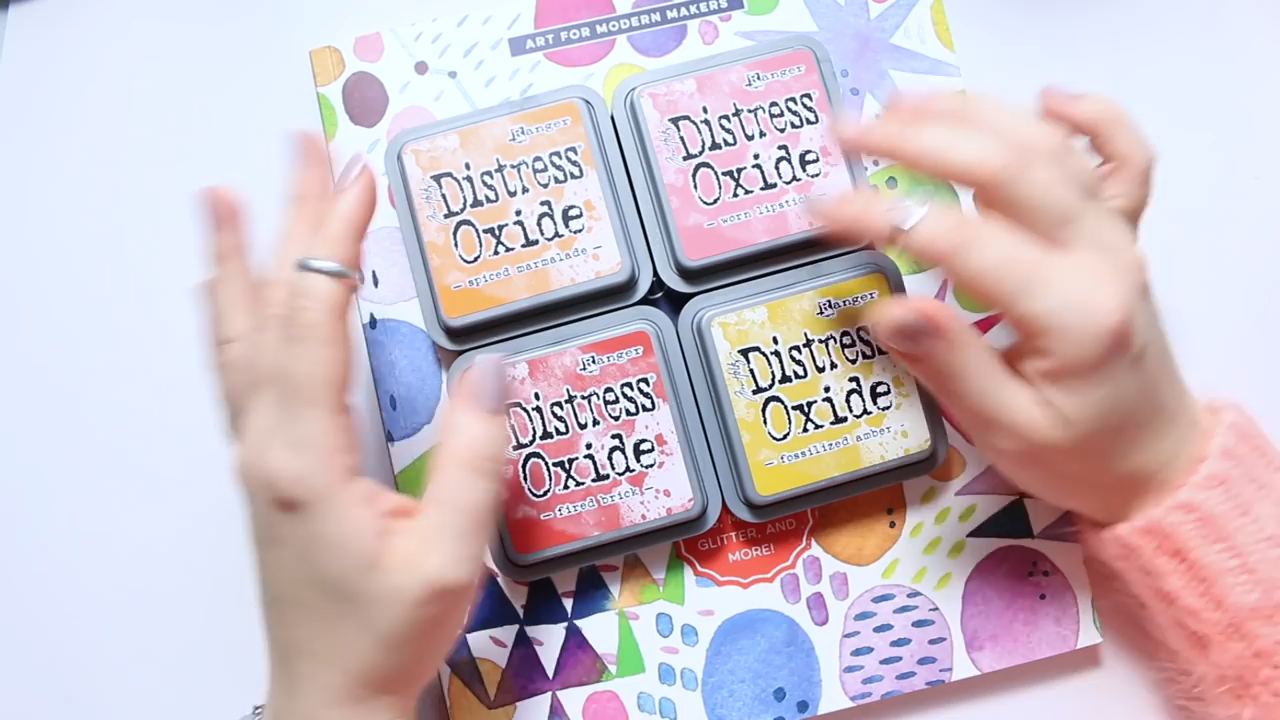 ART FOR MODERN MAKERS
Ranger
Distress
Oxide
— spiced marmalade —
Ranger
Distress
Oxide
— worn lipstick
Ranger
Distress
Oxide
— fired brick —
Ranger
Distress
Oxide
— fossilized amber —
GLITTER, AND
MORE!